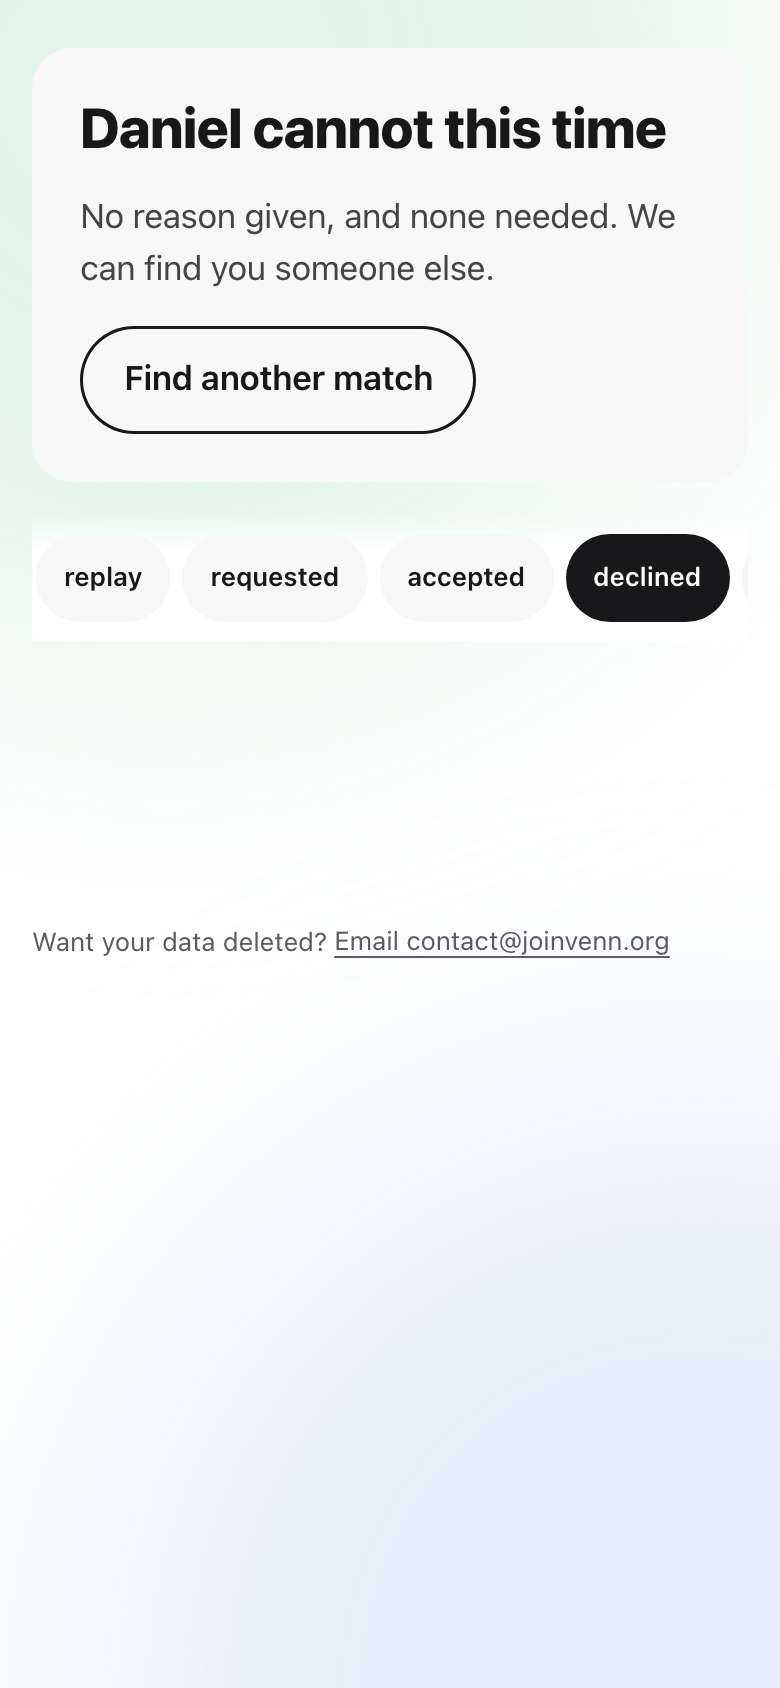 Daniel cannot this time
No reason given, and none needed. We
can find you someone else.
Find another match
replay
requested
accepted
declined
Want your data deleted? Email contact@joinvenn.org